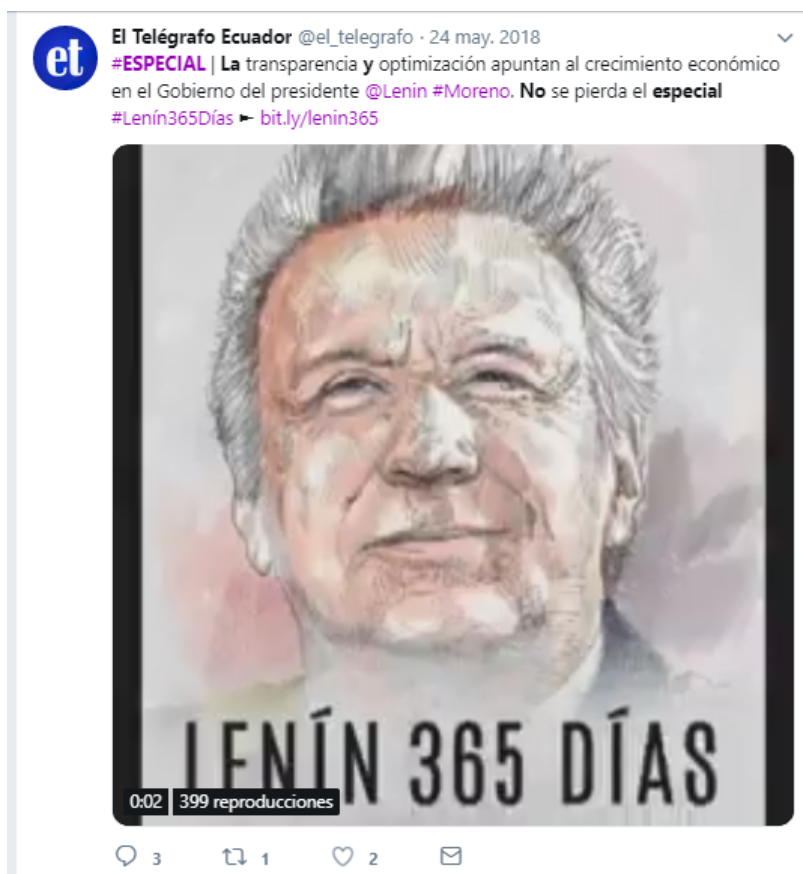 et
El Telégrafo Ecuador @el_telegrafo · 24 may. 2018
#ESPECIAL | La transparencia y optimización apuntan al crecimiento económico
en el Gobierno del presidente @Lenin #Moreno. No se pierda el especial
#Lenín365Días ► bit.ly/lenin365
LENÍN 365 DÍAS
0:02 399 reproducciones
3 1 2